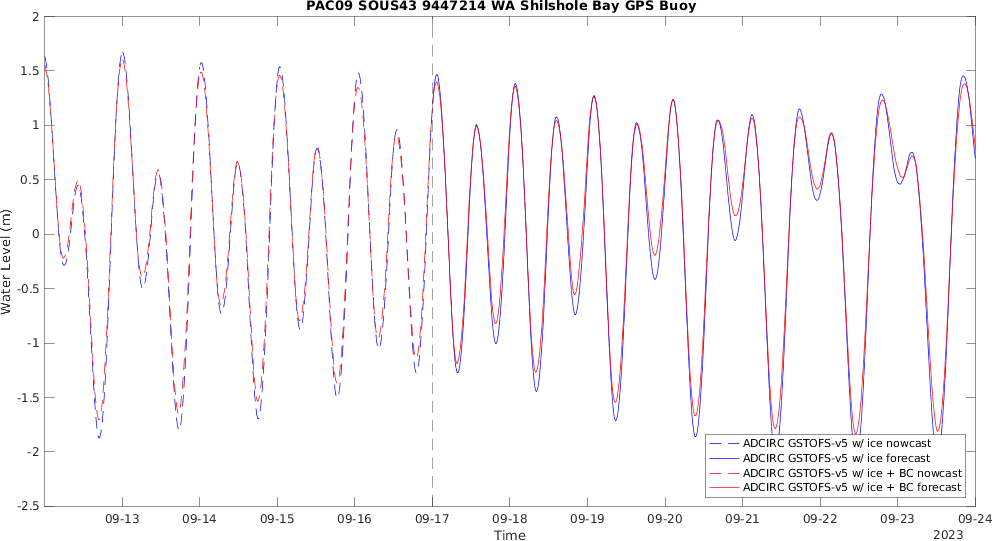 PAC09 SOUS43 9447214 WA Shilshole Bay GPS Buoy
2
1.5
1
0.5
0
-0.5
-1
-1.5
-2
-2.5
Water Level (m)
ADCIRC GSTOFS-v5 w/ ice nowcast
ADCIRC GSTOFS-v5 w/ ice forecast
ADCIRC GSTOFS-v5 w/ ice + BC nowcast
ADCIRC GSTOFS-v5 w/ ice + BC forecast
09-13 09-14 09-15 09-16 09-17 09-18 09-19 09-20 09-21 09-22 09-23 09-24
Time
2023